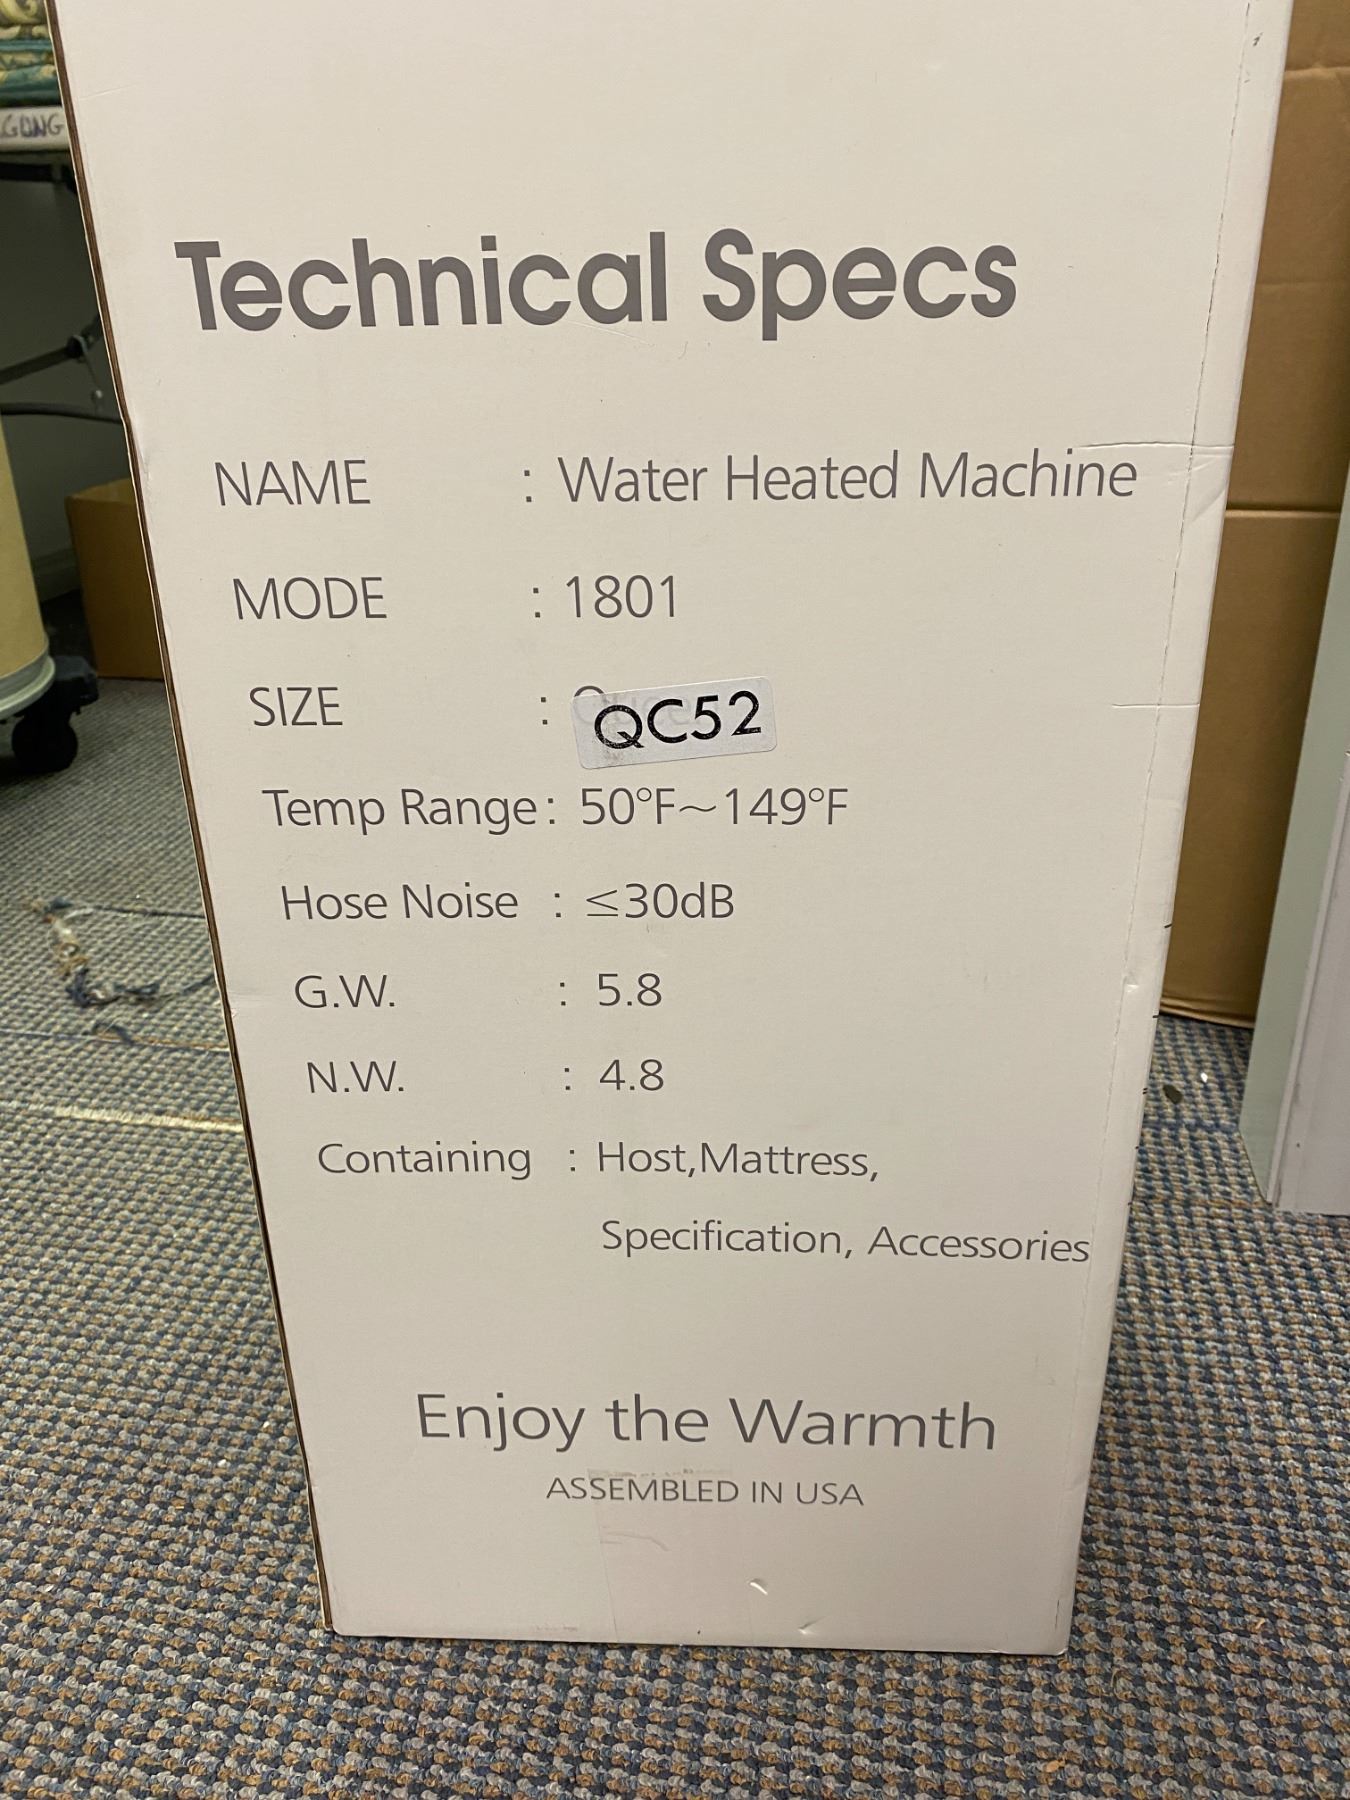 GONG
Technical Specs
NAME : Water Heated Machine
MODE : 1801
SIZE : QC52
Temp Range: 50°F~149°F
Hose Noise : ≤30dB
G.W. : 5.8
N.W. : 4.8
Containing : Host,Mattress,
Specification, Accessories
Enjoy the Warmth
ASSEMBLED IN USA